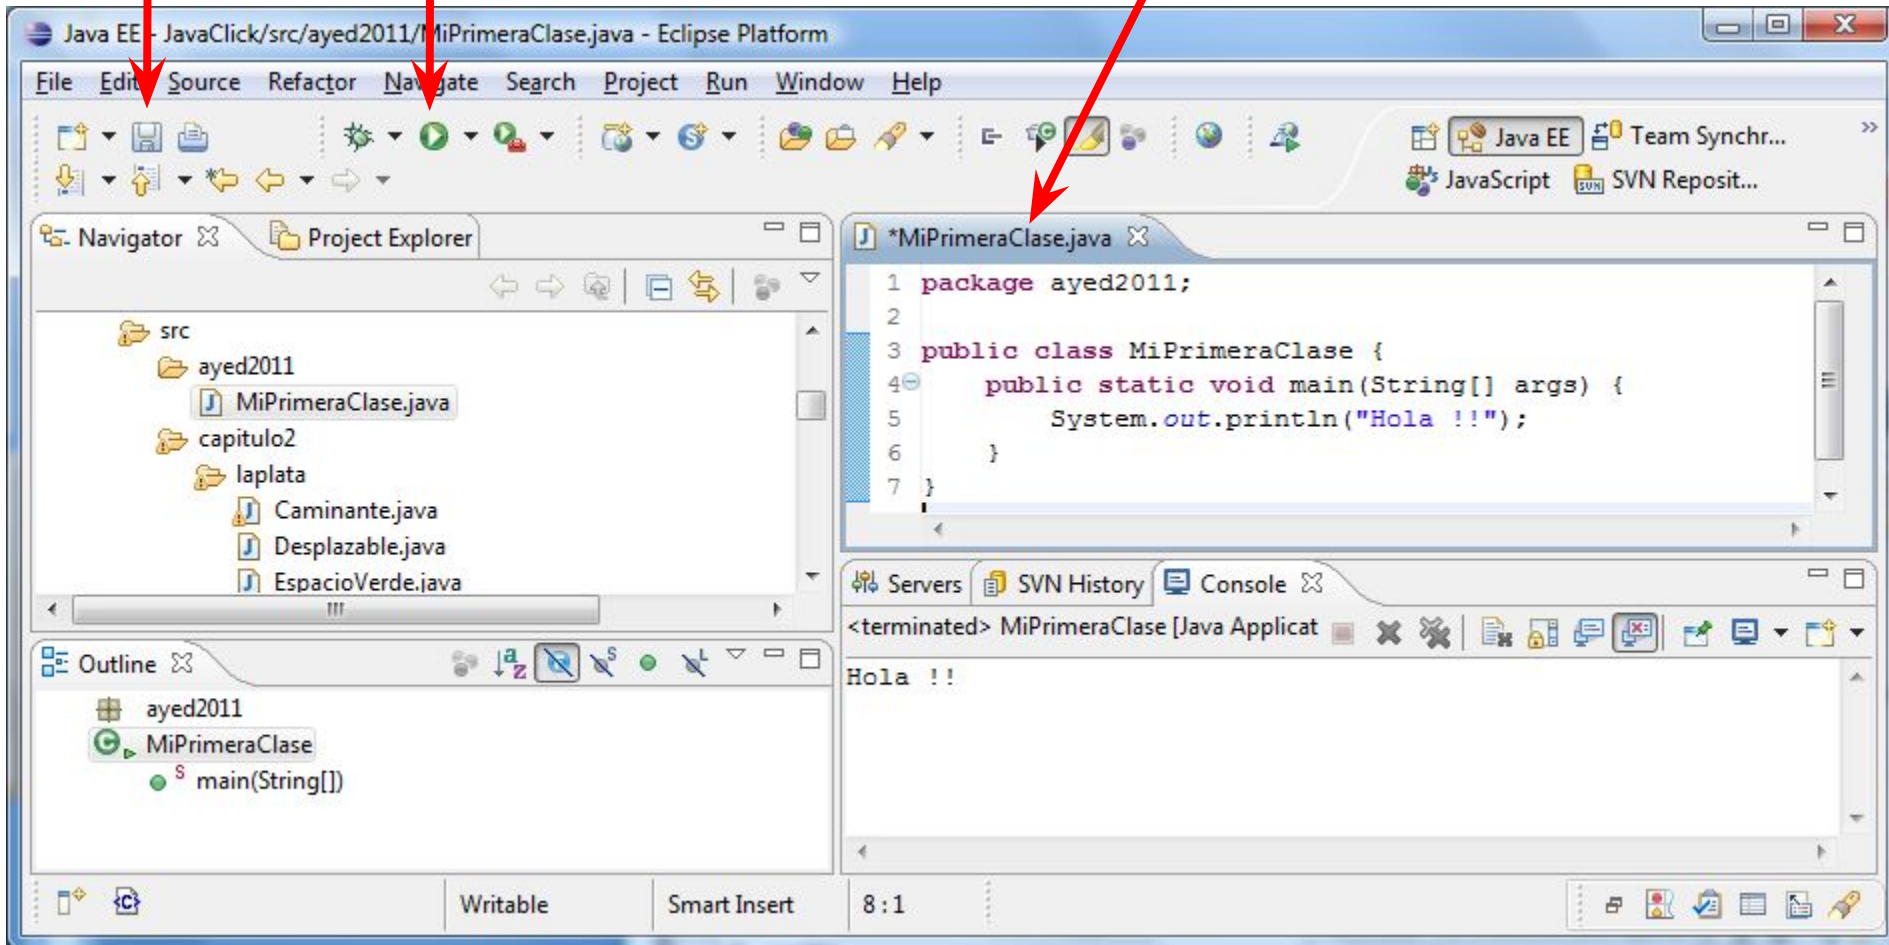 Java EE - JavaClick/src/ayed2011/MiPrimeraClase.java - Eclipse Platform
File Edit Source Refactor Navigate Search Project Run Window Help
Java EE Team Synchr... »
JavaScript SVN Reposit...
Navigator Project Explorer
src
ayed2011
MiPrimeraClase.java
capitulo2
laplata
Caminante.java
Desplazable.java
EspacioVerde.java
*MiPrimeraClase.java
1 package ayed2011;
2
3 public class MiPrimeraClase {
4 public static void main(String[] args) {
5 System.out.println("Hola !!");
6 }
7 }
Outline
ayed2011
MiPrimeraClase
main(String[])
Servers SVN History Console
<terminated> MiPrimeraClase [Java Applicat
Hola !!
Writable Smart Insert 8:1